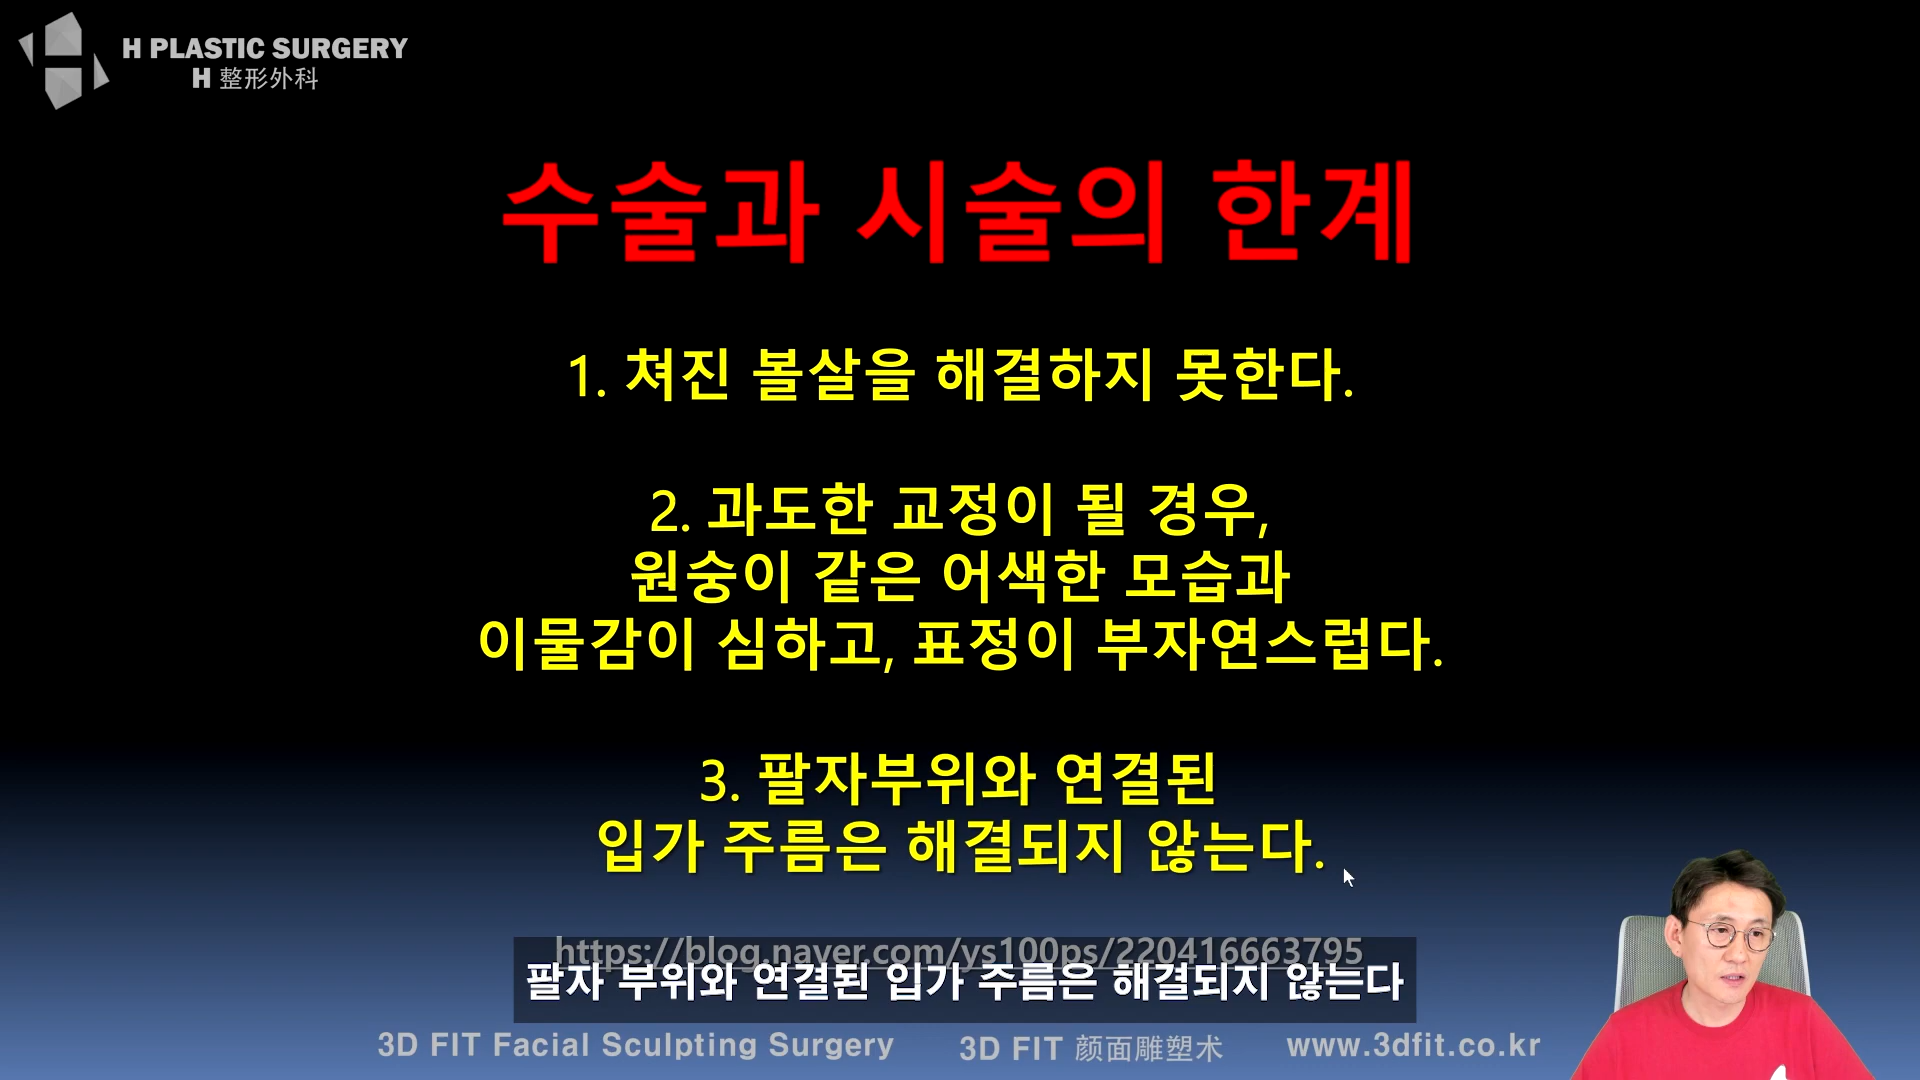 H PLASTIC SURGERY
H 整形外科
수술과 시술의 한계
1. 쳐진 볼살을 해결하지 못한다.
2. 과도한 교정이 될 경우,
원숭이 같은 어색한 모습과
이물감이 심하고, 표정이 부자연스럽다.
3. 팔자부위와 연결된
입가 주름은 해결되지 않는다.
https://blog.naver.com/ys100ps/220416663795
팔자 부위와 연결된 입가 주름은 해결되지 않는다
3D FIT Facial Sculpting Surgery 3D FIT 颜面雕塑术 www.3dfit.co.kr